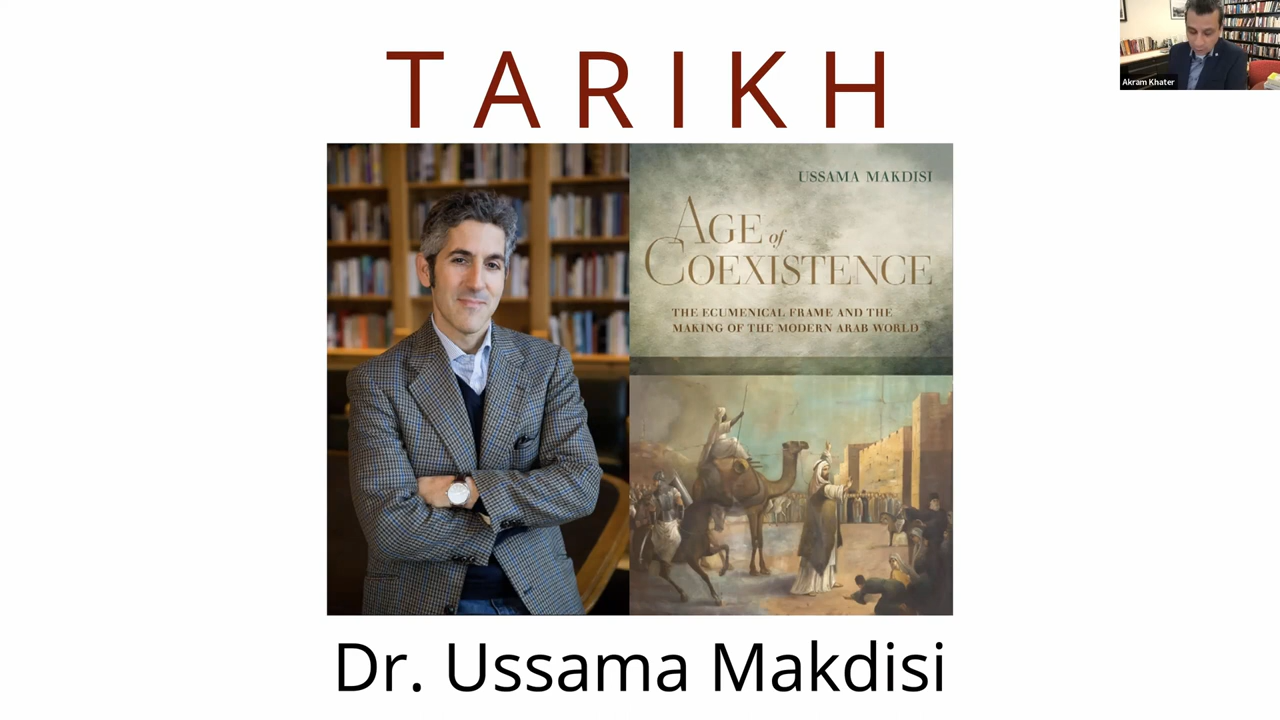 TARIKH
Akram Khater
USSAMA MAKDISI
AGE of
COEXISTENCE
THE ECUMENICAL FRAME AND THE
MAKING OF THE MODERN ARAB WORLD
Dr. Ussama Makdisi